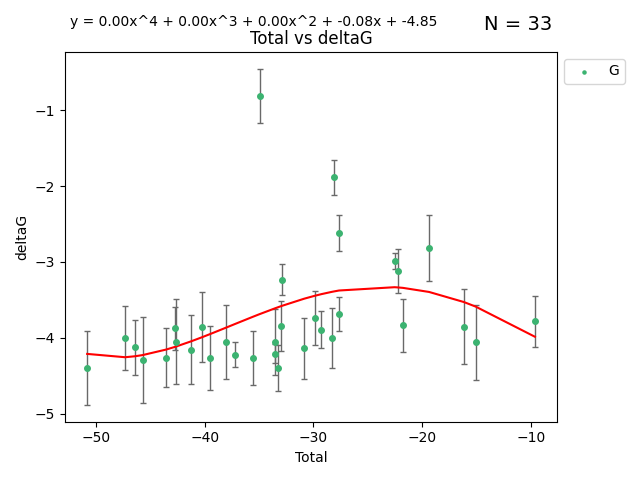 y = 0.00x^4 + 0.00x^3 + 0.00x^2 + -0.08x + -4.85
N = 33
Total vs deltaG
G
−1
−2
−3
−4
−5
deltaG
−50
−40
−30
−20
−10
Total